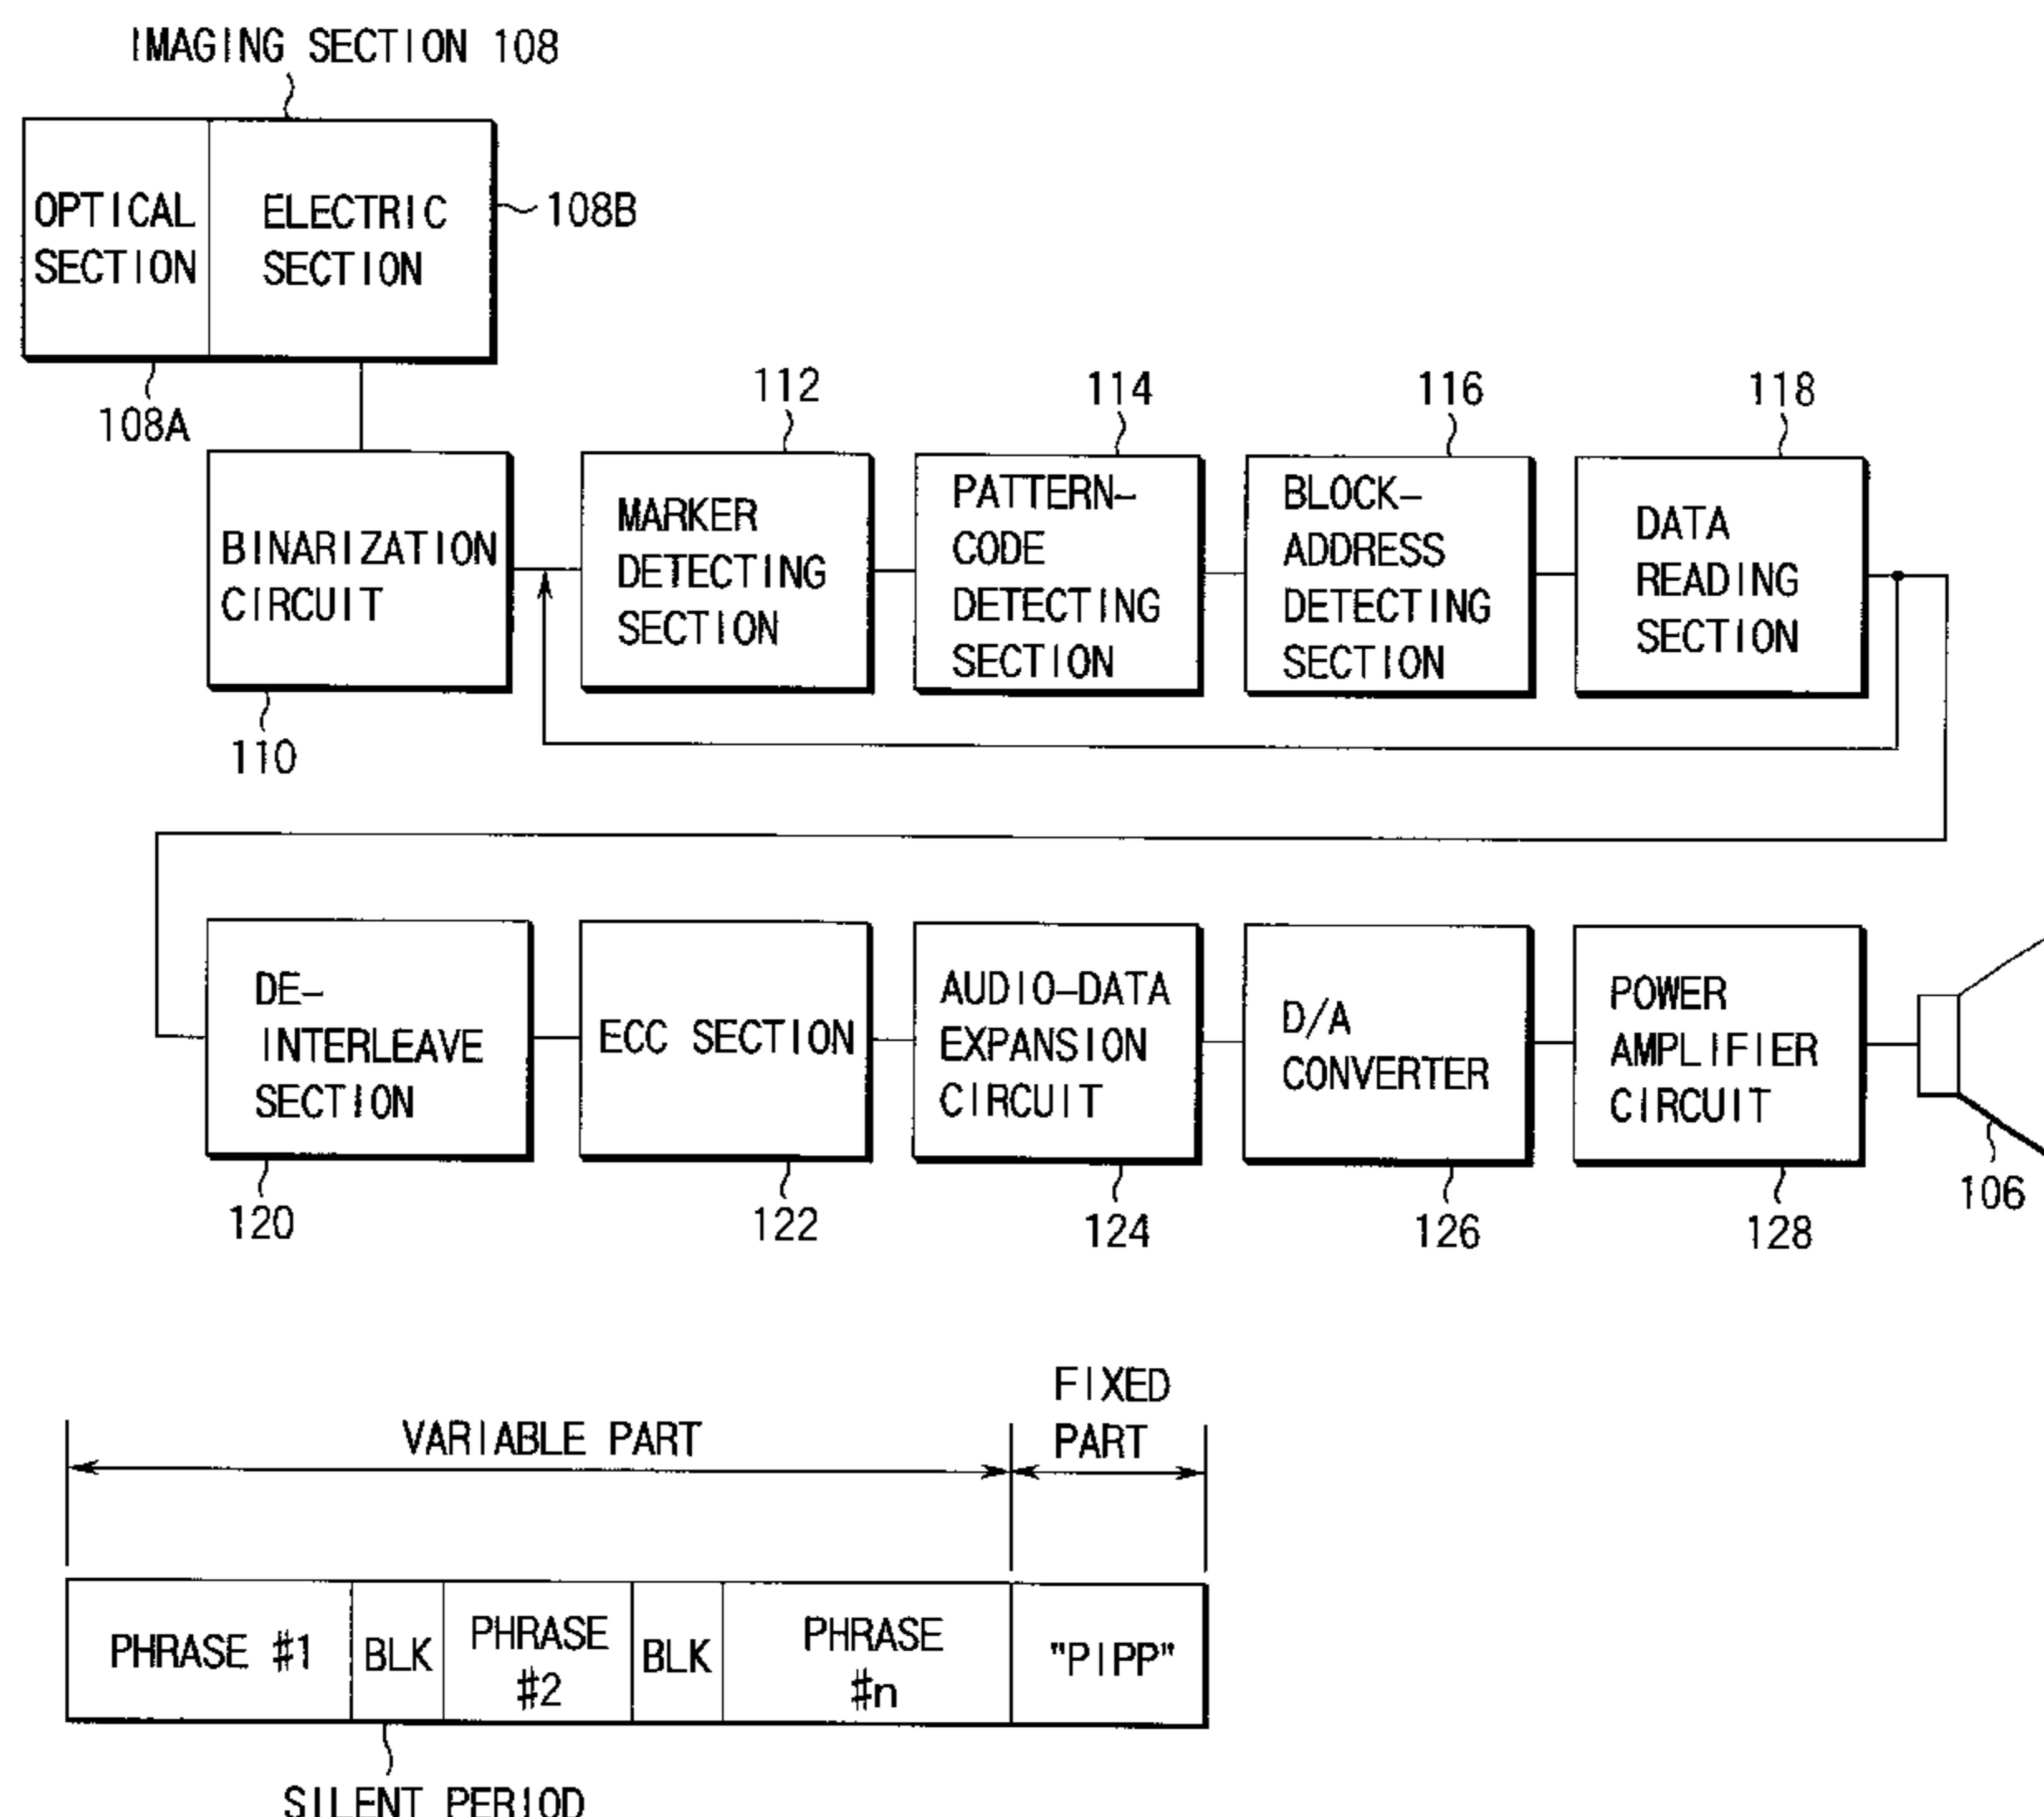 IMAGING SECTION 108
OPTICAL
SECTION
ELECTRIC
SECTION
108B
108A
BINARIZATION
CIRCUIT
110
112
MARKER
DETECTING
SECTION
114
PATTERN-
CODE
DETECTING
SECTION
116
BLOCK-
ADDRESS
DETECTING
SECTION
118
DATA
READING
SECTION
DE-
INTERLEAVE
SECTION
120
ECC SECTION
122
AUDIO-DATA
EXPANSION
CIRCUIT
124
D/A
CONVERTER
126
POWER
AMPLIFIER
CIRCUIT
128
106
VARIABLE PART
FIXED
PART
PHRASE #1
BLK
PHRASE
#2
BLK
PHRASE
#n
"PIPP"
SILENT PERIOD